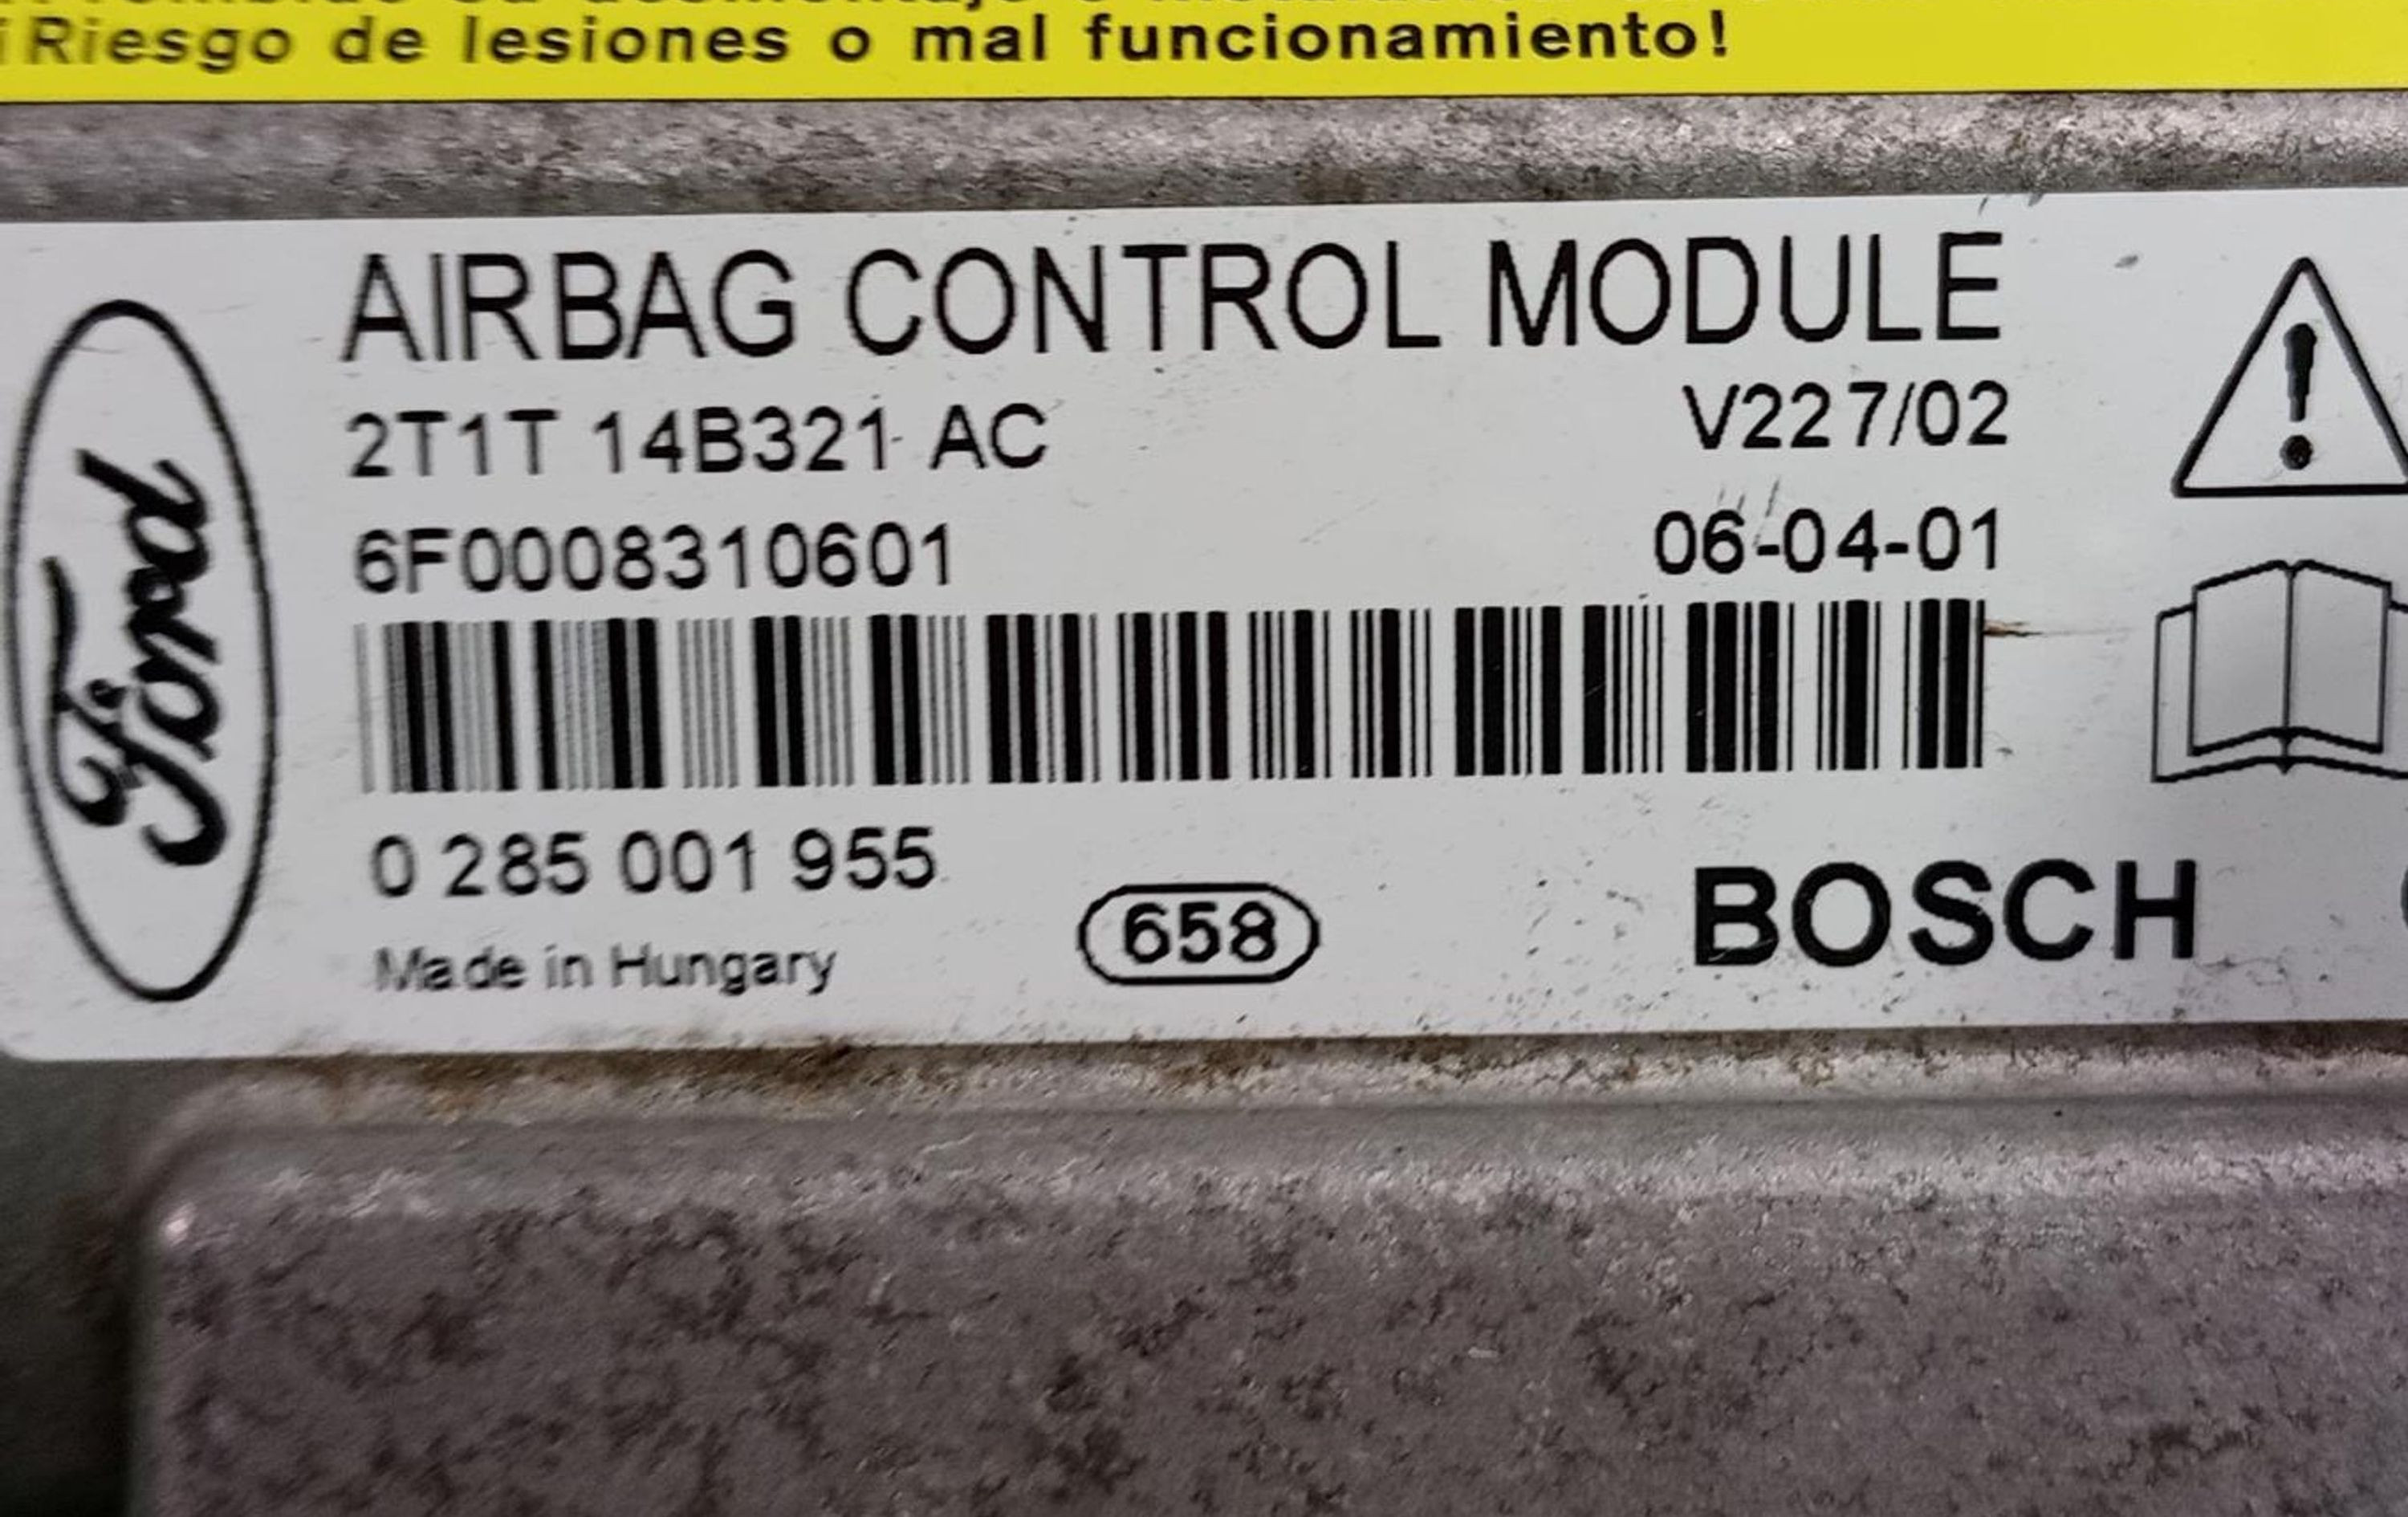 ¡Riesgo de lesiones o mal funcionamiento!
AIRBAG CONTROL MODULE
2T1T 14B321 AC
V227/02
6F0008310601
06-04-01
Ford
0 285 001 955
Made in Hungary
658
BOSCH